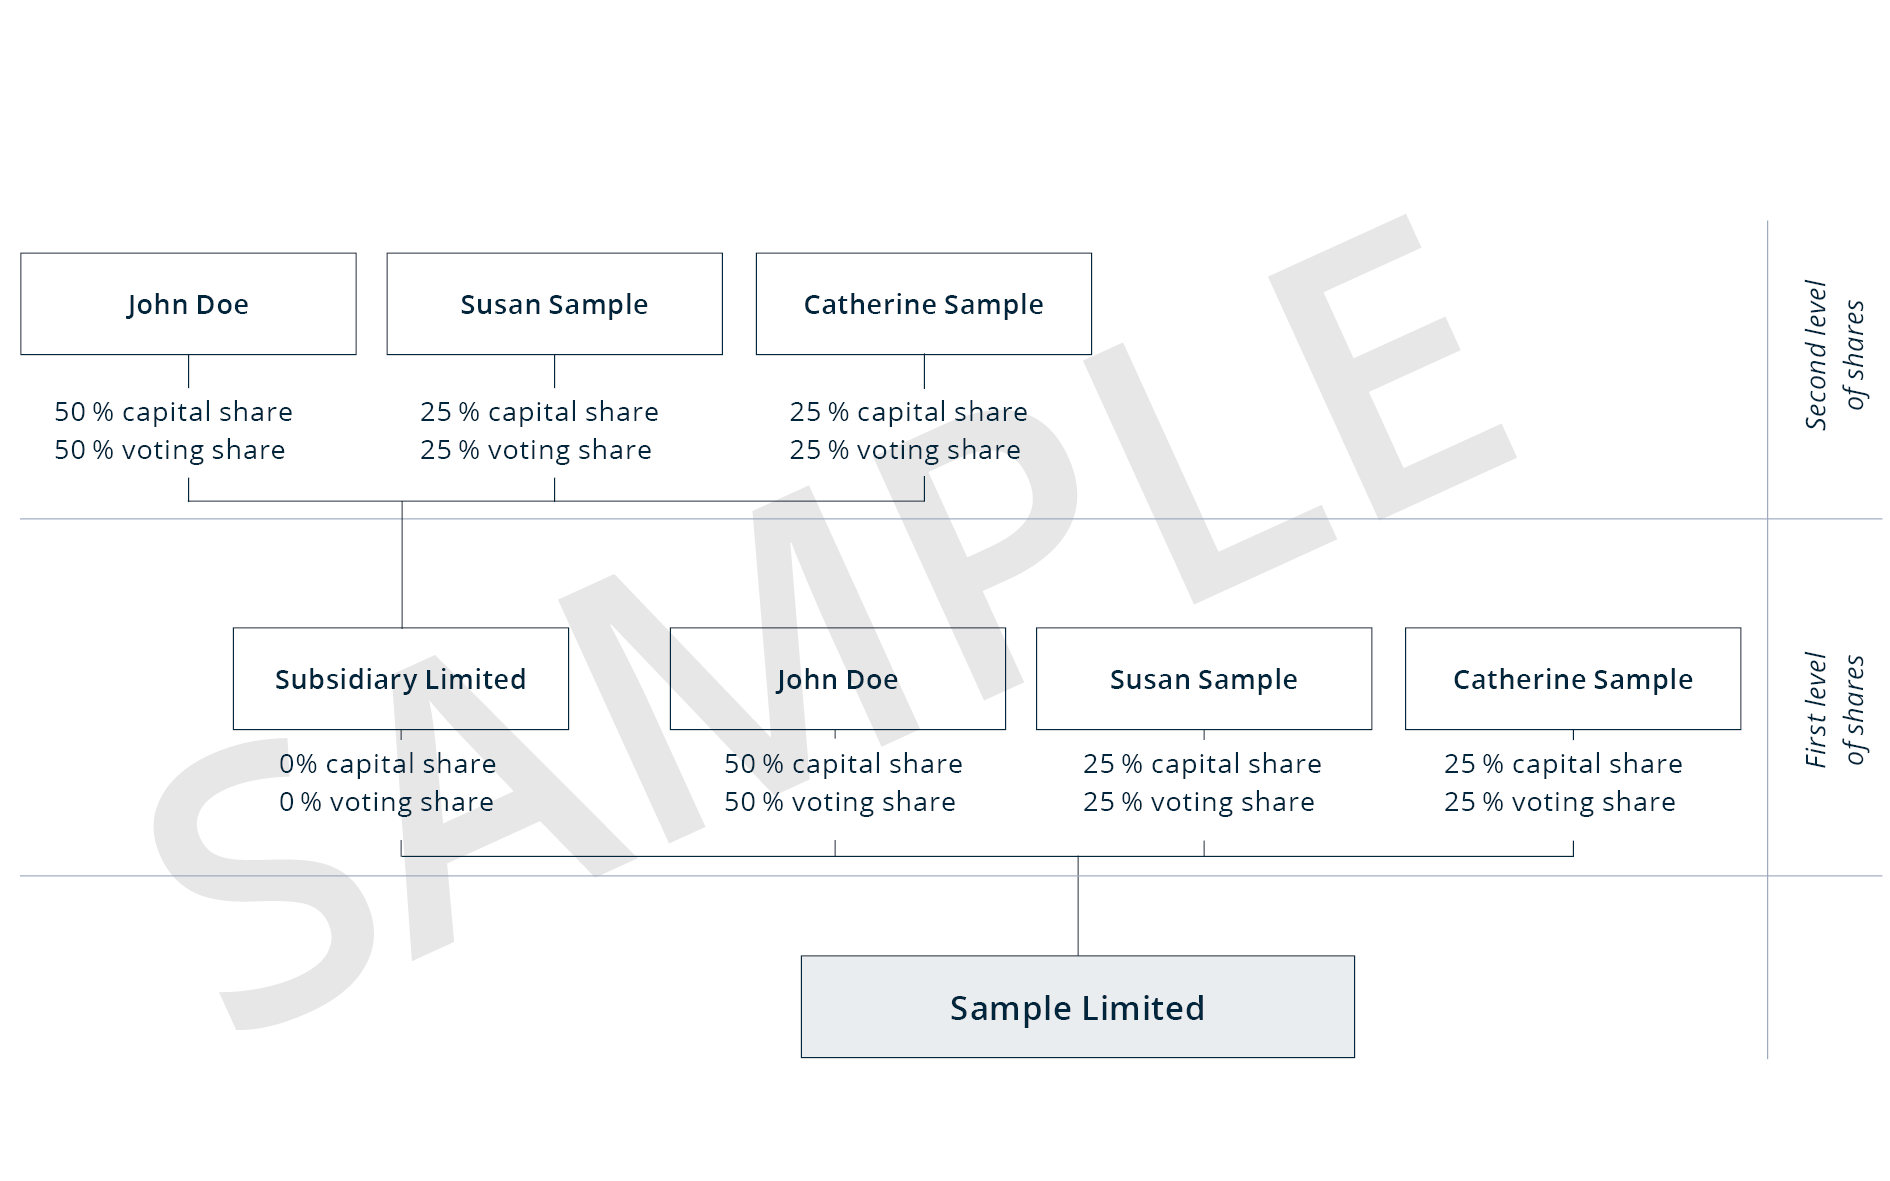 John Doe
Susan Sample
Catherine Sample
50 % capital share
50 % voting share
25 % capital share
25 % voting share
25 % capital share
25 % voting share
Second level
of shares
Subsidiary Limited
John Doe
Susan Sample
Catherine Sample
0% capital share
0 % voting share
50 % capital share
50 % voting share
25 % capital share
25 % voting share
25 % capital share
25 % voting share
First level
of shares
Sample Limited
SAMPLE